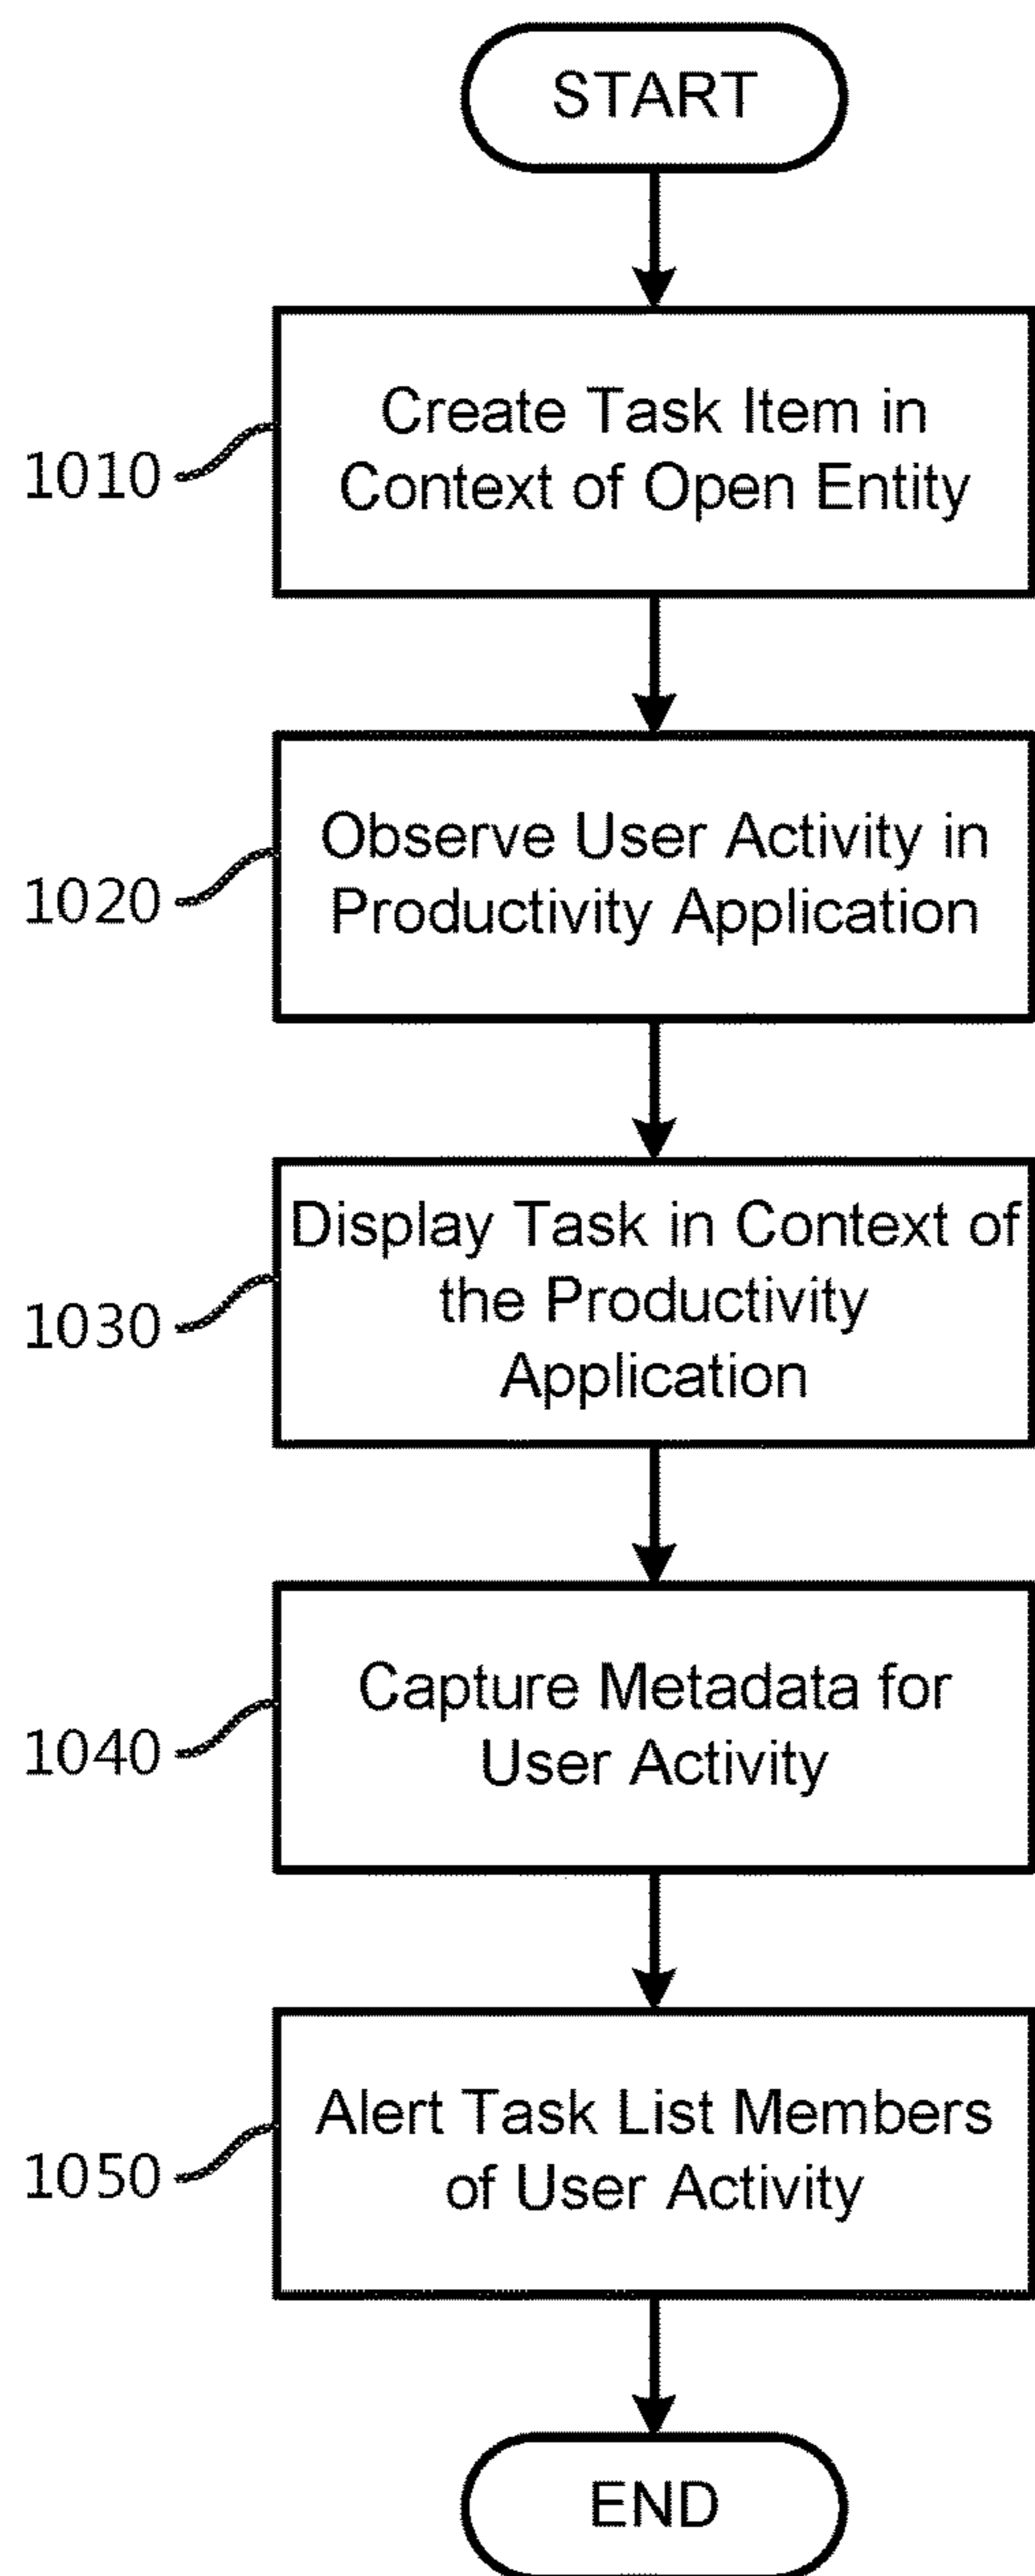 START
Create Task Item in
Context of Open Entity
1010
Observe User Activity in
Productivity Application
1020
Display Task in Context of
the Productivity
Application
1030
Capture Metadata for
User Activity
1040
Alert Task List Members
of User Activity
1050
END